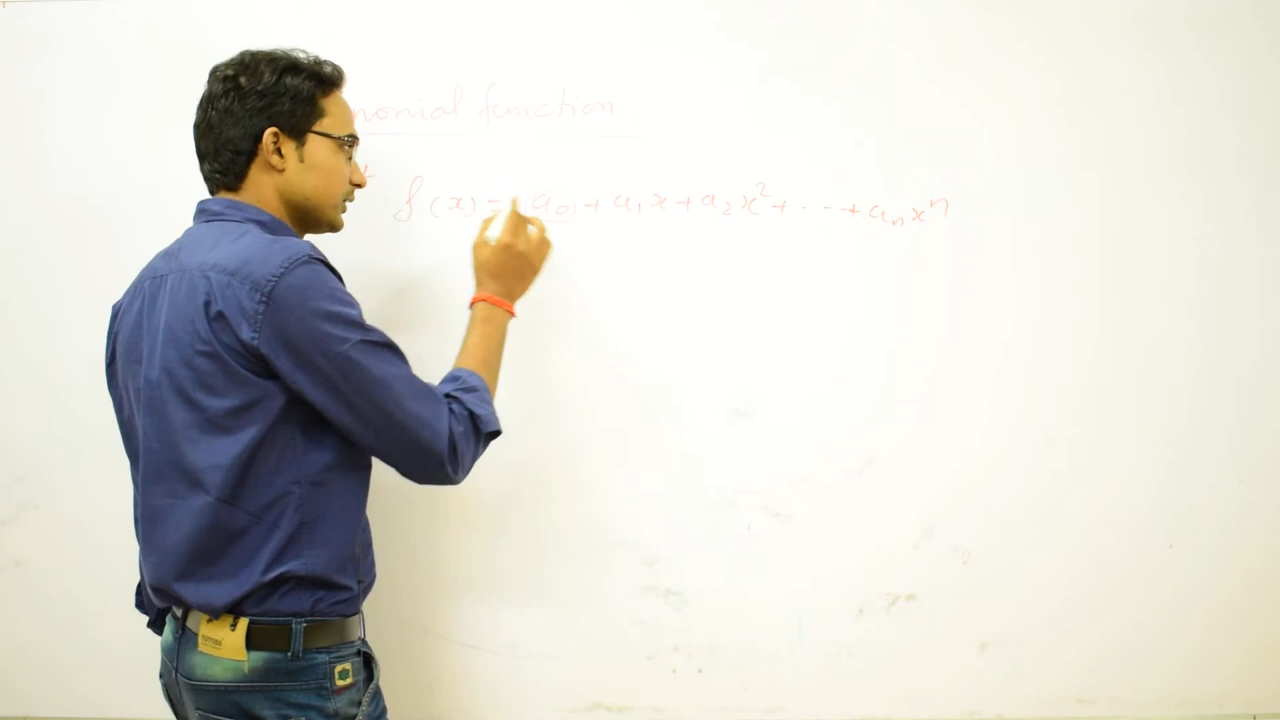 nomial function
f(x) = a₀ + a₁x + a₂x² + ... + aₙxⁿ